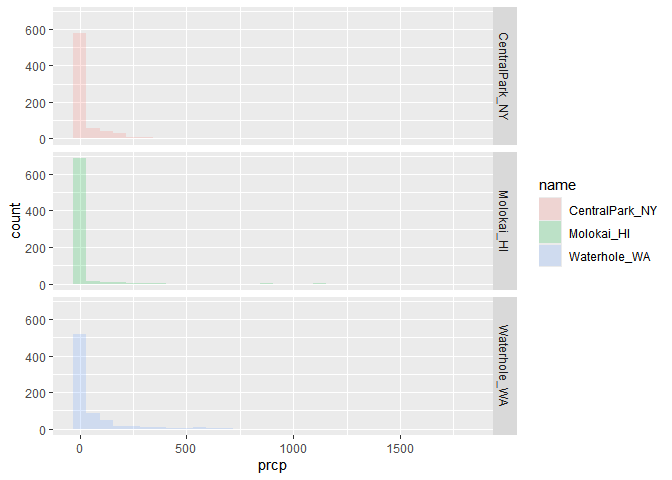 600
400
200
0
CentralPark_NY
600
400
200
0
Molokai_HI
600
400
200
0
Waterhole_WA
count
0 500 1000 1500
prcp
name
CentralPark_NY
Molokai_HI
Waterhole_WA